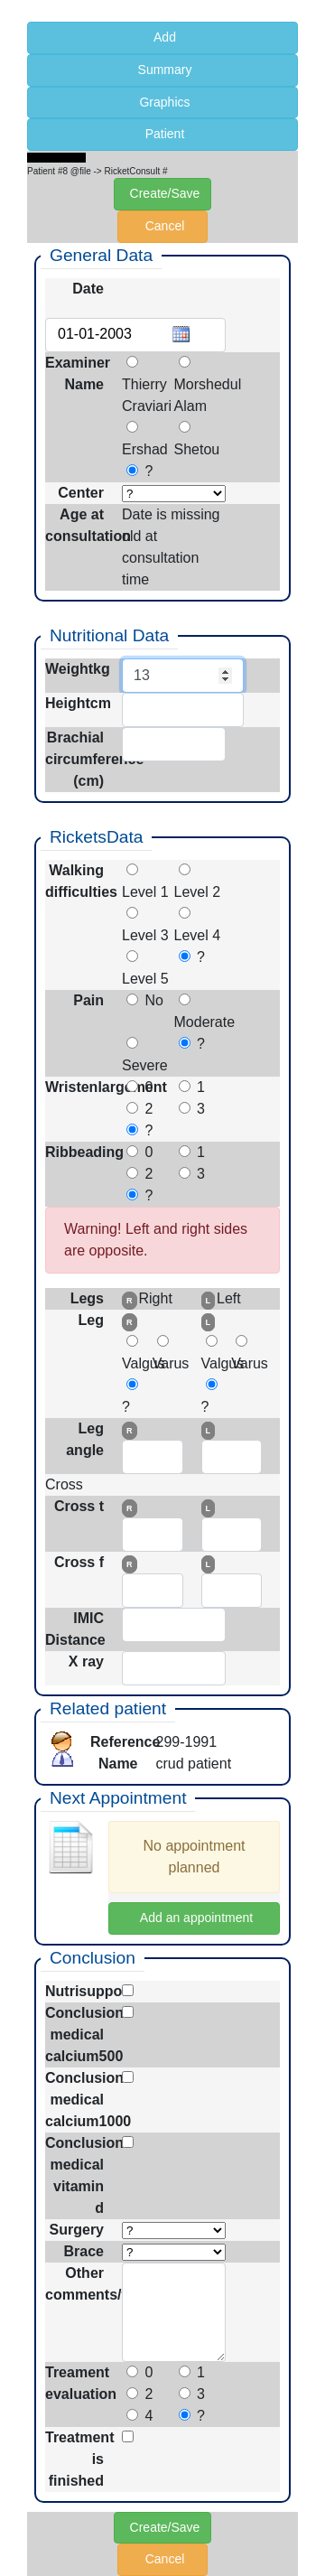 Add
Summary
Graphics
Patient
Patient #8 @file -> RicketConsult #
Create/Save
Cancel
General Data
Date
01-01-2003
Examiner
Name
Thierry Morshedul
Craviari Alam
Ershad Shetou
?
Center ?
Age at Date is missing
consultation old at
consultation
time
Nutritional Data
Weightkg 13
Heightcm
Brachial
circumference
(cm)
RicketsData
Walking
difficulties
Level 1 Level 2
Level 3 Level 4
?
Level 5
Pain No
Moderate
?
Severe
Wristenlargement 0 1
2 3
?
Ribbeading 0 1
2 3
?
Warning! Left and right sides
are opposite.
Legs R Right L Left
Leg R L
Valgus Varus Valgus Varus
? ?
Leg R L
angle
Cross
Cross t R L
Cross f R L
IMIC
Distance
X ray
Related patient
Reference 299-1991
Name crud patient
Next Appointment
No appointment
planned
Add an appointment
Conclusion
Nutrisuppo
Conclusion
medical
calcium500
Conclusion
medical
calcium1000
Conclusion
medical
vitamin
d
Surgery ?
Brace ?
Other
comments/
Treament 0 1
evaluation 2 3
4 ?
Treatment
is
finished
Create/Save
Cancel